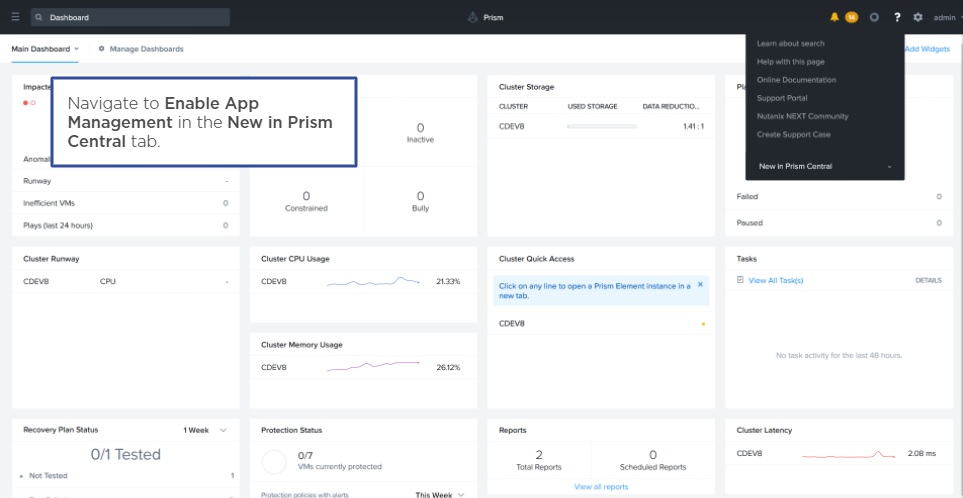 Dashboard
Prism
14
?
admin
Main Dashboard
Manage Dashboards
Add Widgets
Learn about search
Help with this page
Online Documentation
Support Portal
Nutanix NEXT Community
Create Support Case
New in Prism Central
Navigate to Enable App
Management in the New in Prism
Central tab.
Runway -
Inefficient VMs 0
Plays (last 24 hours) 0
0
Inactive
0
Constrained
0
Bully
Cluster Storage
CLUSTER USED STORAGE DATA REDUCTIO...
CDEV8 1.41 : 1
Failed 0
Paused 0
Cluster Runway
CDEV8 CPU -
Cluster CPU Usage
CDEV8 21.33%
Cluster Memory Usage
CDEV8 26.12%
Cluster Quick Access
Click on any line to open a Prism Element instance in a
new tab.
CDEV8
Tasks
View All Task(s) DETAILS
No task activity for the last 48 hours.
Recovery Plan Status 1 Week
0/1 Tested
Not Tested 1
Protection Status
0/7
VMs currently protected
Protection policies with alerts This Week
Reports
2
Total Reports
0
Scheduled Reports
View all reports
Cluster Latency
CDEV8 2.08 ms